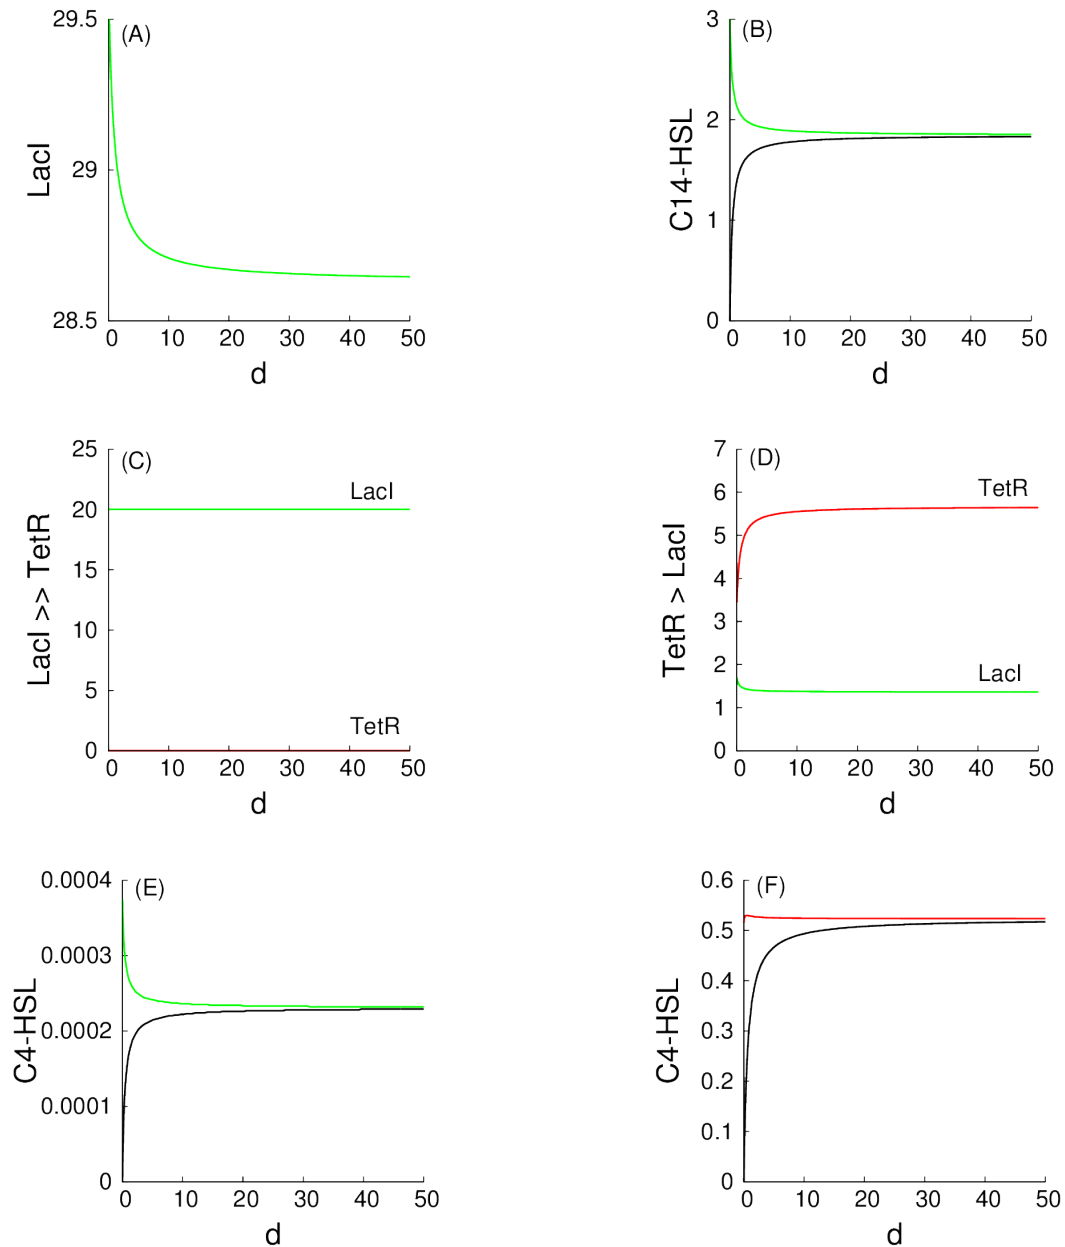 (A)
29.5
29
28.5
LacI
0 10 20 30 40 50
d
(B)
3
2
1
0
C14-HSL
0 10 20 30 40 50
d
(C)
25
20
15
10
5
0
LacI >> TetR
LacI
TetR
0 10 20 30 40 50
d
(D)
7
6
5
4
3
2
1
0
TetR > LacI
TetR
LacI
0 10 20 30 40 50
d
(E)
0.0004
0.0003
0.0002
0.0001
0
C4-HSL
0 10 20 30 40 50
d
(F)
0.6
0.5
0.4
0.3
0.2
0.1
0
C4-HSL
0 10 20 30 40 50
d